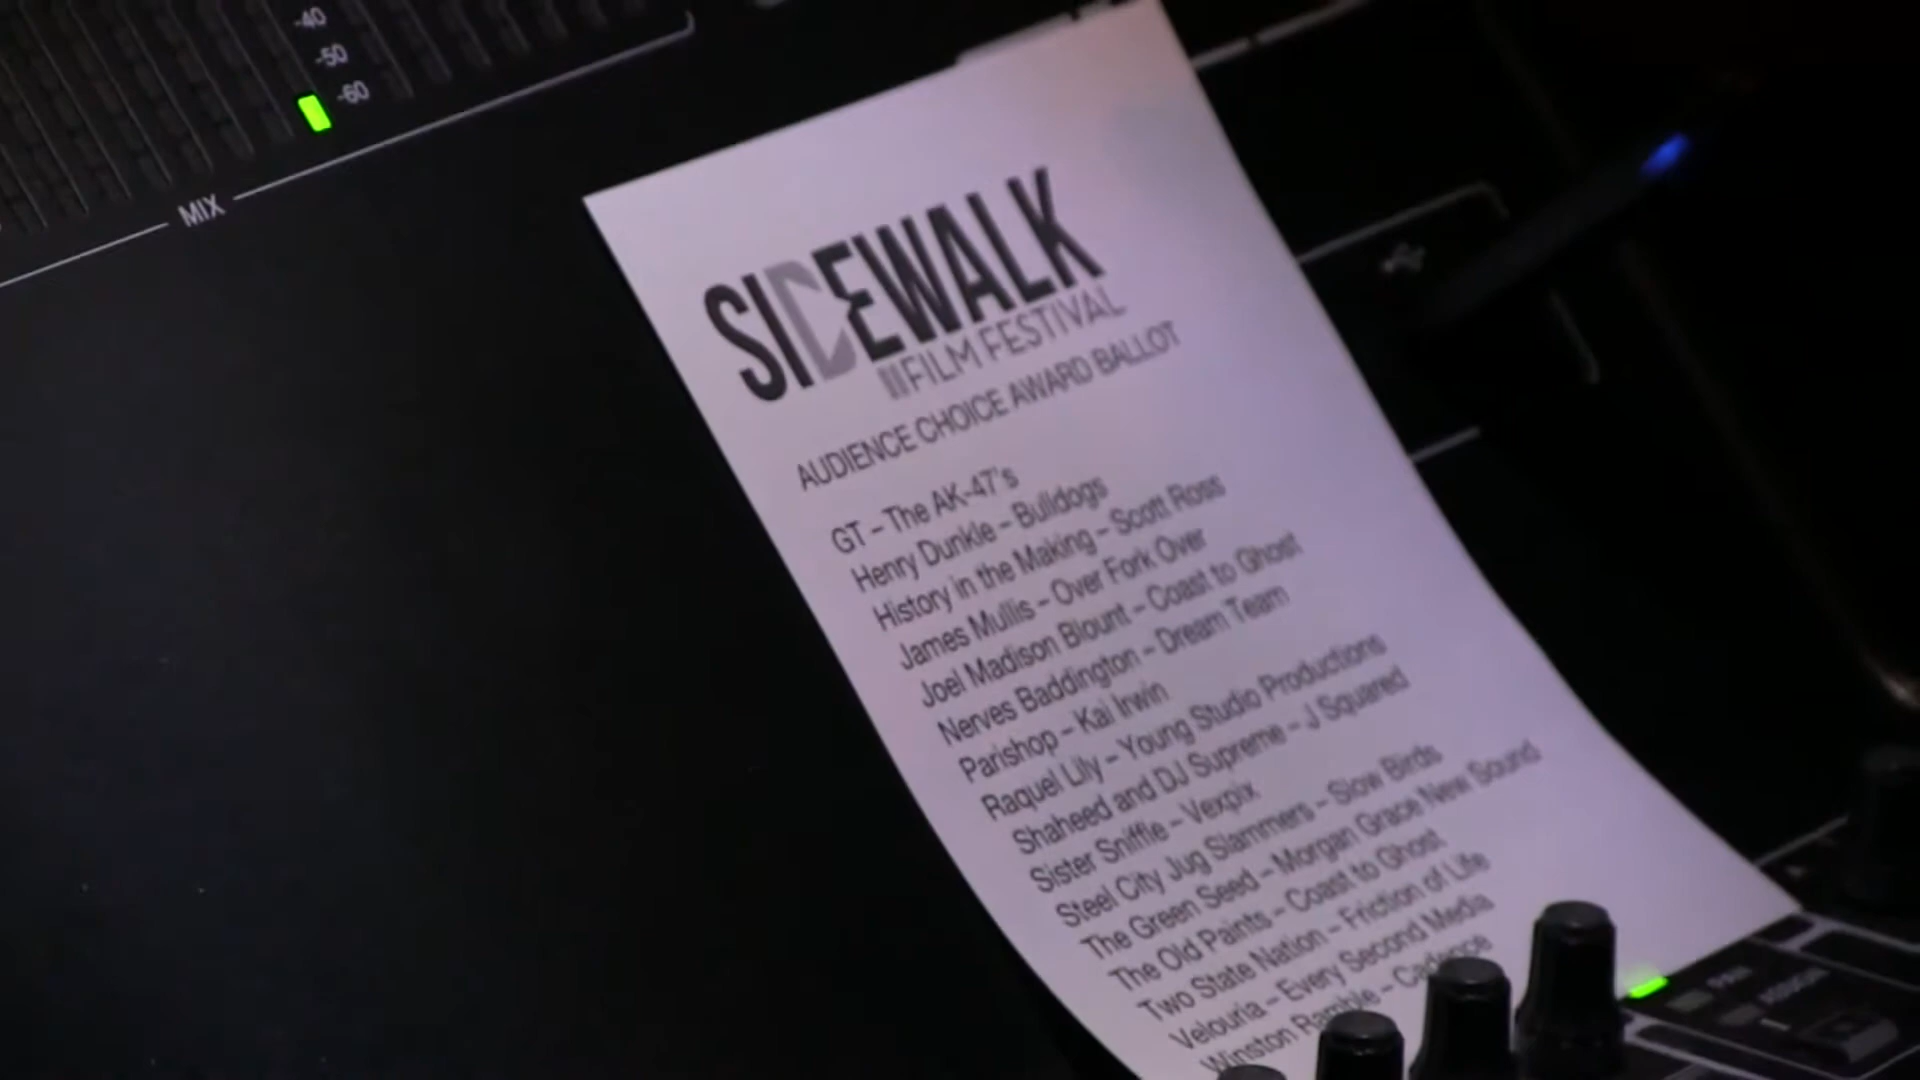 -40
-50
-60
MIX
SIDEWALK
FILM FESTIVAL
AUDIENCE CHOICE AWARD BALLOT
GT – The AK-47's
Henry Dunkle – Bulldogs
History in the Making – Scott Ross
James Mullis – Over Fork Over
Joel Madison Blount – Coast to Ghost
Nerves Baddington – Dream Team
Parishop – Kai Irwin
Raquel Lily – Young Studio Productions
Shaheed and DJ Supreme – J Squared
Sister Sniffle – Vexpix
Steel City Jug Slammers – Slow Birds
The Green Seed – Morgan Grace New Sound
The Old Paints – Coast to Ghost
Two State Nation – Friction of Life
Velouria – Every Second Media
Winston Ramble – Cadence